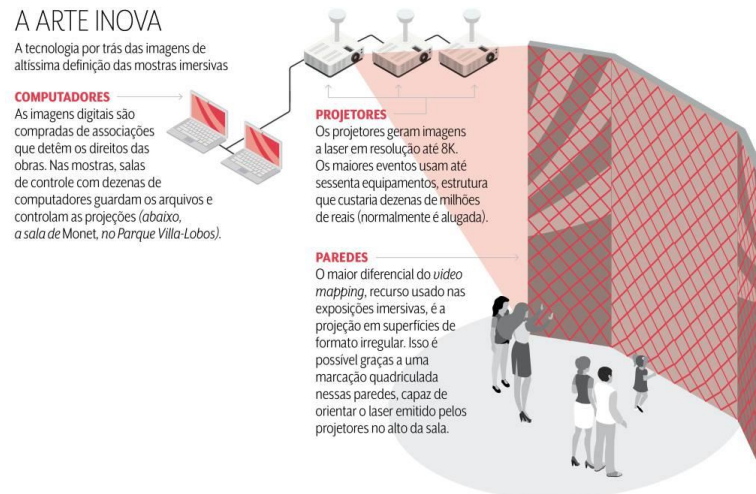 A ARTE INOVA
A tecnologia por trás das imagens de
altíssima definição das mostras imersivas
COMPUTADORES
As imagens digitais são
compradas de associações
que detêm os direitos das
obras. Nas mostras, salas
de controle com dezenas de
computadores guardam os arquivos e
controlam as projeções (abaixo,
a sala de Monet, no Parque Villa-Lobos).
PROJETORES
Os projetores geram imagens
a laser em resolução até 8K.
Os maiores eventos usam até
sessenta equipamentos, estrutura
que custaria dezenas de milhões
de reais (normalmente é alugada).
PAREDES
O maior diferencial do video
mapping, recurso usado nas
exposições imersivas, é a
projeção em superfícies de
formato irregular. Isso é
possível graças a uma
marcação quadriculada
nessas paredes, capaz de
orientar o laser emitido pelos
projetores no alto da sala.